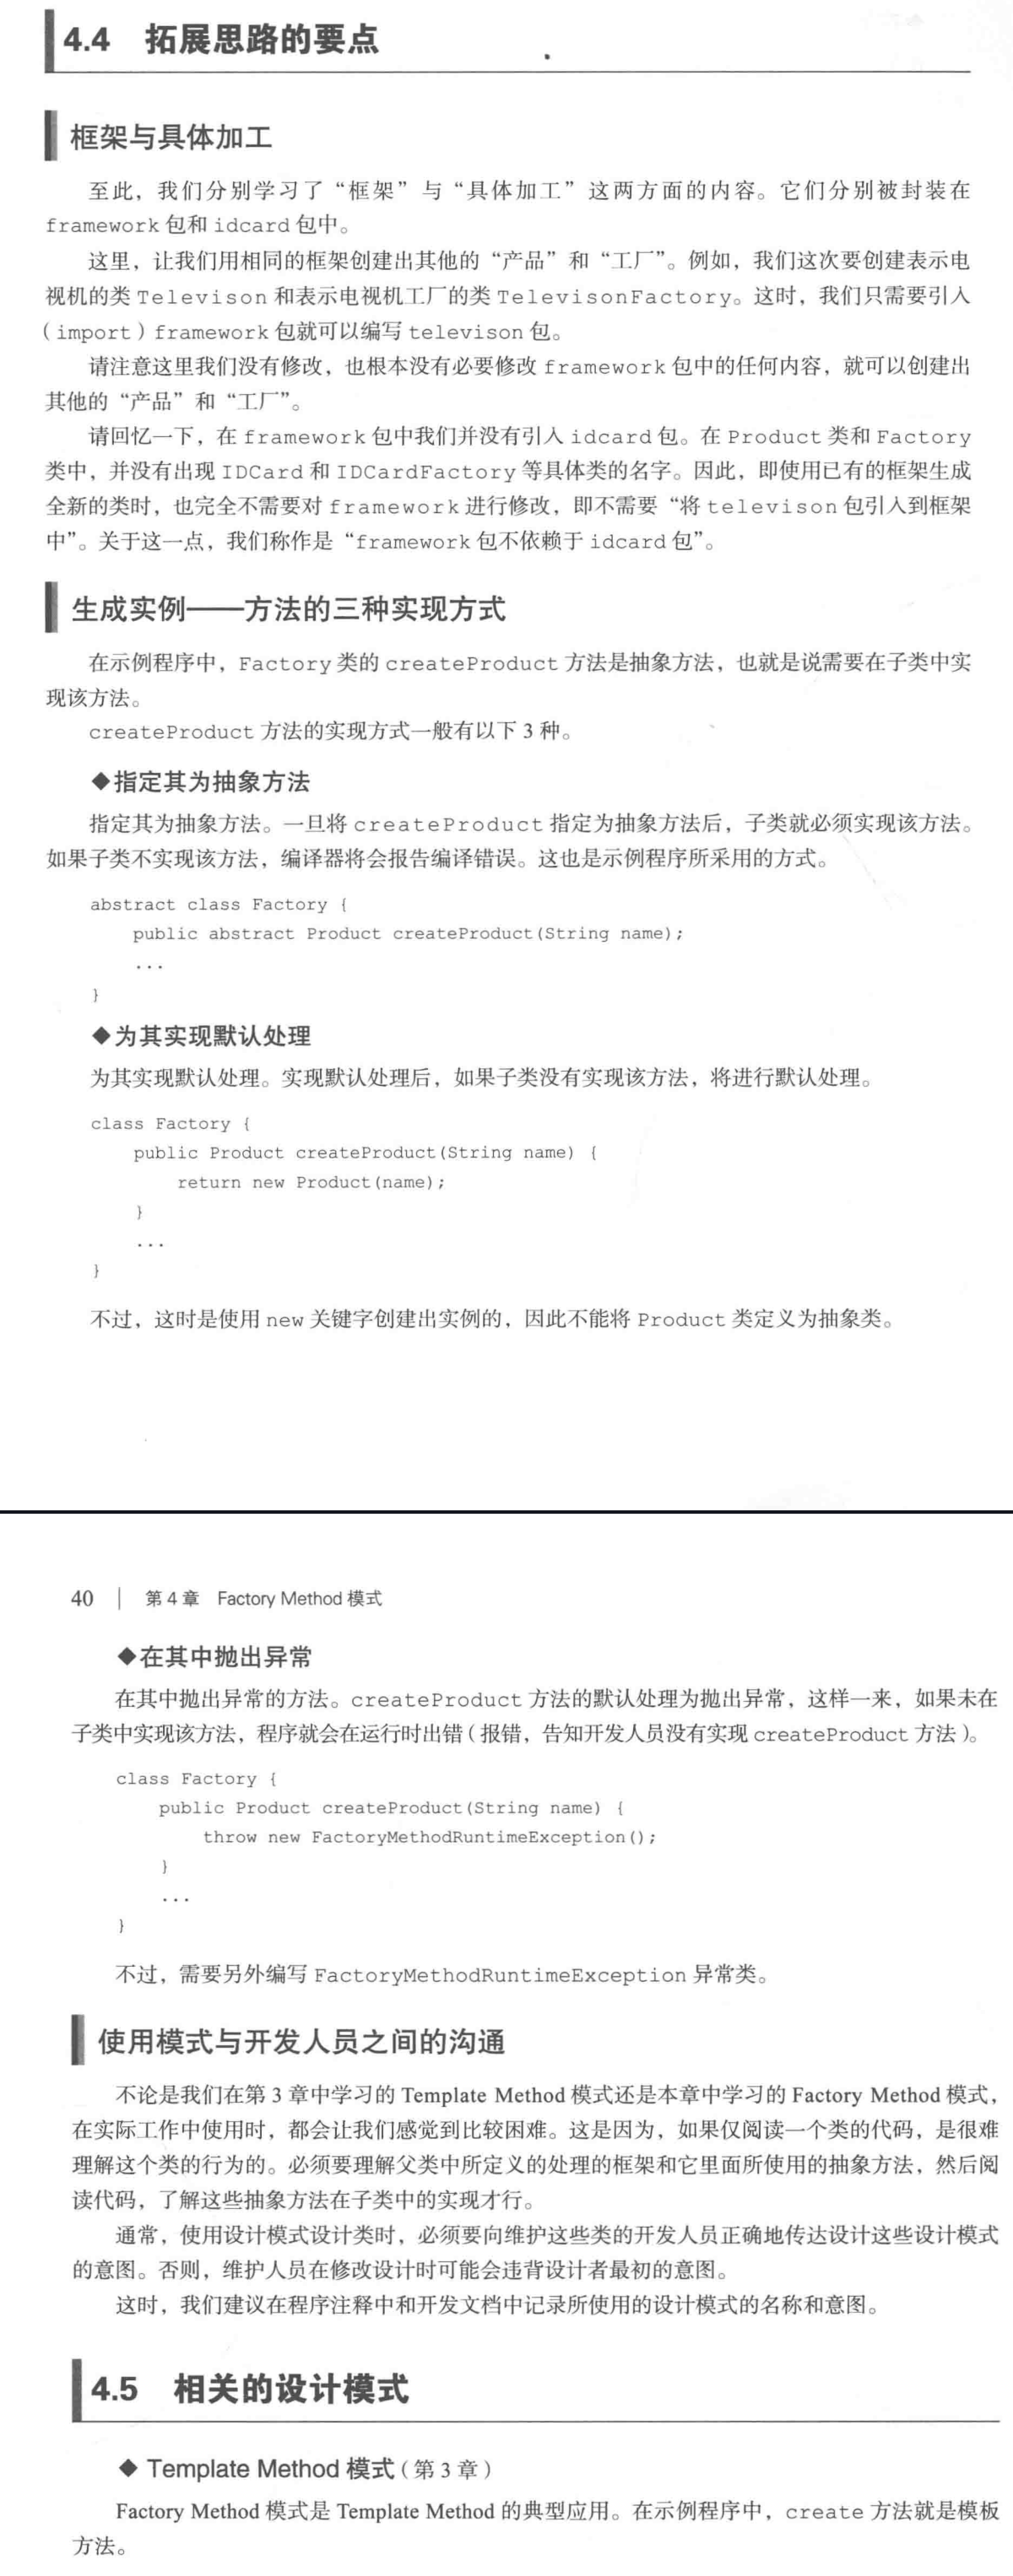 4.4 拓展思路的要点
框架与具体加工
至此，我们分别学习了“框架”与“具体加工”这两方面的内容。它们分别被封装在
framework 包和 idcard 包中。
这里，让我们用相同的框架创建出其他的“产品”和“工厂”。例如，我们这次要创建表示电
视机的类 Televison 和表示电视机工厂的类 TelevisonFactory。这时，我们只需要引入
（import）framework 包就可以编写 televison 包。
请注意这里我们没有修改，也根本没有必要修改 framework 包中的任何内容，就可以创建出
其他的“产品”和“工厂”。
请回忆一下，在 framework 包中我们并没有引入 idcard 包。在 Product 类和 Factory
类中，并没有出现 IDCard 和 IDCardFactory 等具体类的名字。因此，即使用已有的框架生成
全新的类时，也完全不需要对 framework 进行修改，即不需要“将 televison 包引入到框架
中”。关于这一点，我们称作是“framework 包不依赖于 idcard 包”。
生成实例——方法的三种实现方式
在示例程序中，Factory 类的 createProduct 方法是抽象方法，也就是说需要在子类中实
现该方法。
createProduct 方法的实现方式一般有以下 3 种。
◆指定其为抽象方法
指定其为抽象方法。一旦将 createProduct 指定为抽象方法后，子类就必须实现该方法。
如果子类不实现该方法，编译器将会报告编译错误。这也是示例程序所采用的方式。
abstract class Factory {
public abstract Product createProduct(String name);
...
}
◆为其实现默认处理
为其实现默认处理。实现默认处理后，如果子类没有实现该方法，将进行默认处理。
class Factory {
public Product createProduct(String name) {
return new Product(name);
}
...
}
不过，这时是使用 new 关键字创建出实例的，因此不能将 Product 类定义为抽象类。
40 | 第 4 章 Factory Method 模式
◆在其中抛出异常
在其中抛出异常的方法。createProduct 方法的默认处理为抛出异常，这样一来，如果未在
子类中实现该方法，程序就会在运行时出错（报错，告知开发人员没有实现 createProduct 方法）。
class Factory {
public Product createProduct(String name) {
throw new FactoryMethodRuntimeException();
}
...
}
不过，需要另外编写 FactoryMethodRuntimeException 异常类。
使用模式与开发人员之间的沟通
不论是我们在第 3 章中学习的 Template Method 模式还是本章中学习的 Factory Method 模式，
在实际工作中使用时，都会让我们感觉到比较困难。这是因为，如果仅阅读一个类的代码，是很难
理解这个类的行为的。必须要理解父类中所定义的处理的框架和它里面所使用的抽象方法，然后阅
读代码，了解这些抽象方法在子类中的实现才行。
通常，使用设计模式设计类时，必须要向维护这些类的开发人员正确地传达设计这些设计模式
的意图。否则，维护人员在修改设计时可能会违背设计者最初的意图。
这时，我们建议在程序注释中和开发文档中记录所使用的设计模式的名称和意图。
4.5 相关的设计模式
◆ Template Method 模式（第 3 章）
Factory Method 模式是 Template Method 的典型应用。在示例程序中，create 方法就是模板
方法。